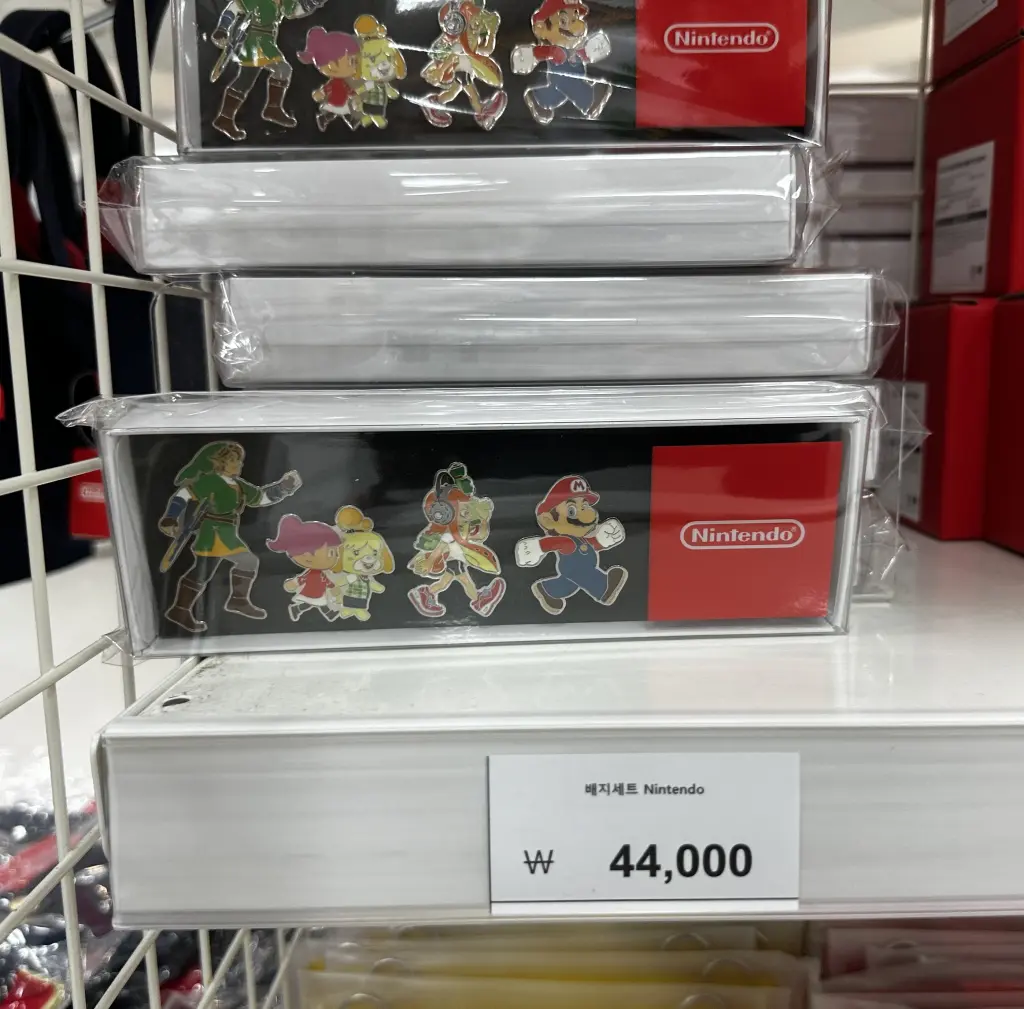 Nintendo®
Nintendo®
배지세트 Nintendo
₩ 44,000